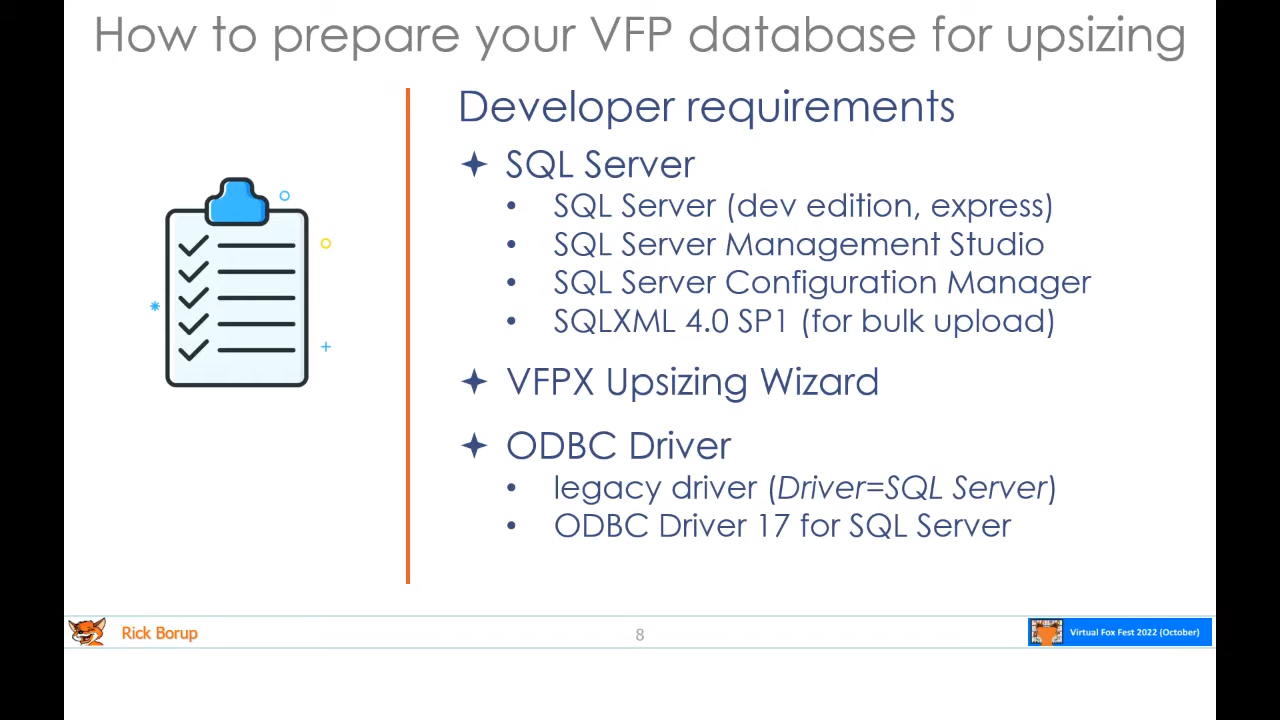 How to prepare your VFP database for upsizing
Developer requirements
SQL Server
• SQL Server (dev edition, express)
• SQL Server Management Studio
• SQL Server Configuration Manager
• SQLXML 4.0 SP1 (for bulk upload)
VFPX Upsizing Wizard
ODBC Driver
• legacy driver (Driver=SQL Server)
• ODBC Driver 17 for SQL Server
Rick Borup
8
Virtual Fox Fest 2022 (October)